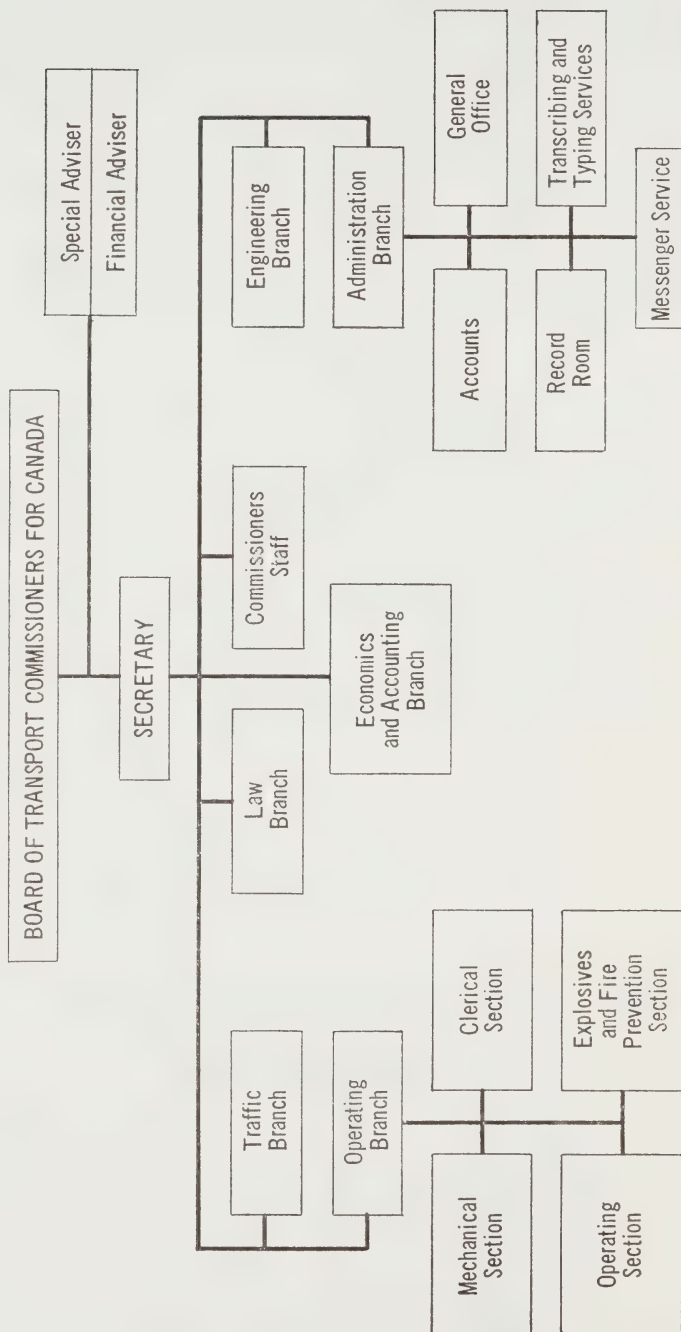 BOARD OF TRANSPORT COMMISSIONERS FOR CANADA
Special Adviser
Financial Adviser
SECRETARY
Traffic
Branch
Operating
Branch
Mechanical
Section
Clerical
Section
Operating
Section
Explosives
and Fire
Prevention
Section
Law
Branch
Commissioners
Staff
Economics
and Accounting
Branch
Engineering
Branch
Administration
Branch
Accounts
General
Office
Record
Room
Transcribing and
Typing Services
Messenger Service